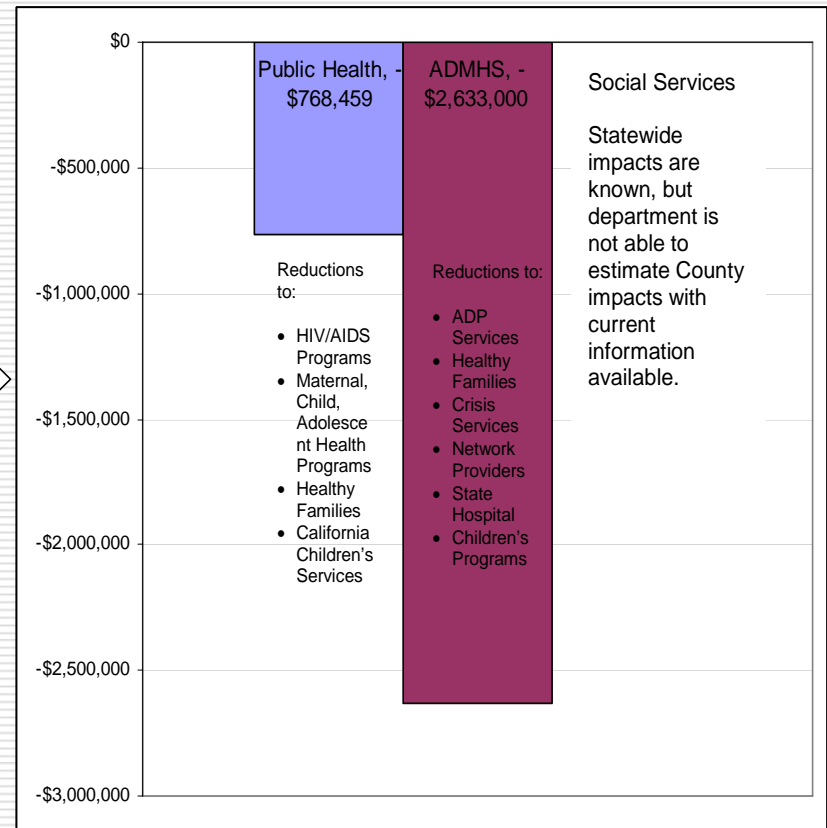 $0
-$500,000
-$1,000,000
-$1,500,000
-$2,000,000
-$2,500,000
-$3,000,000
Public Health, -
$768,459
Reductions
to:
• HIV/AIDS
Programs
• Maternal,
Child,
Adolesce
nt Health
Programs
• Healthy
Families
• California
Children’s
Services
ADMHS, -
$2,633,000
Reductions to:
• ADP
Services
• Healthy
Families
• Crisis
Services
• Network
Providers
• State
Hospital
• Children’s
Programs
Social Services
Statewide
impacts are
known, but
department is
not able to
estimate County
impacts with
current
information
available.